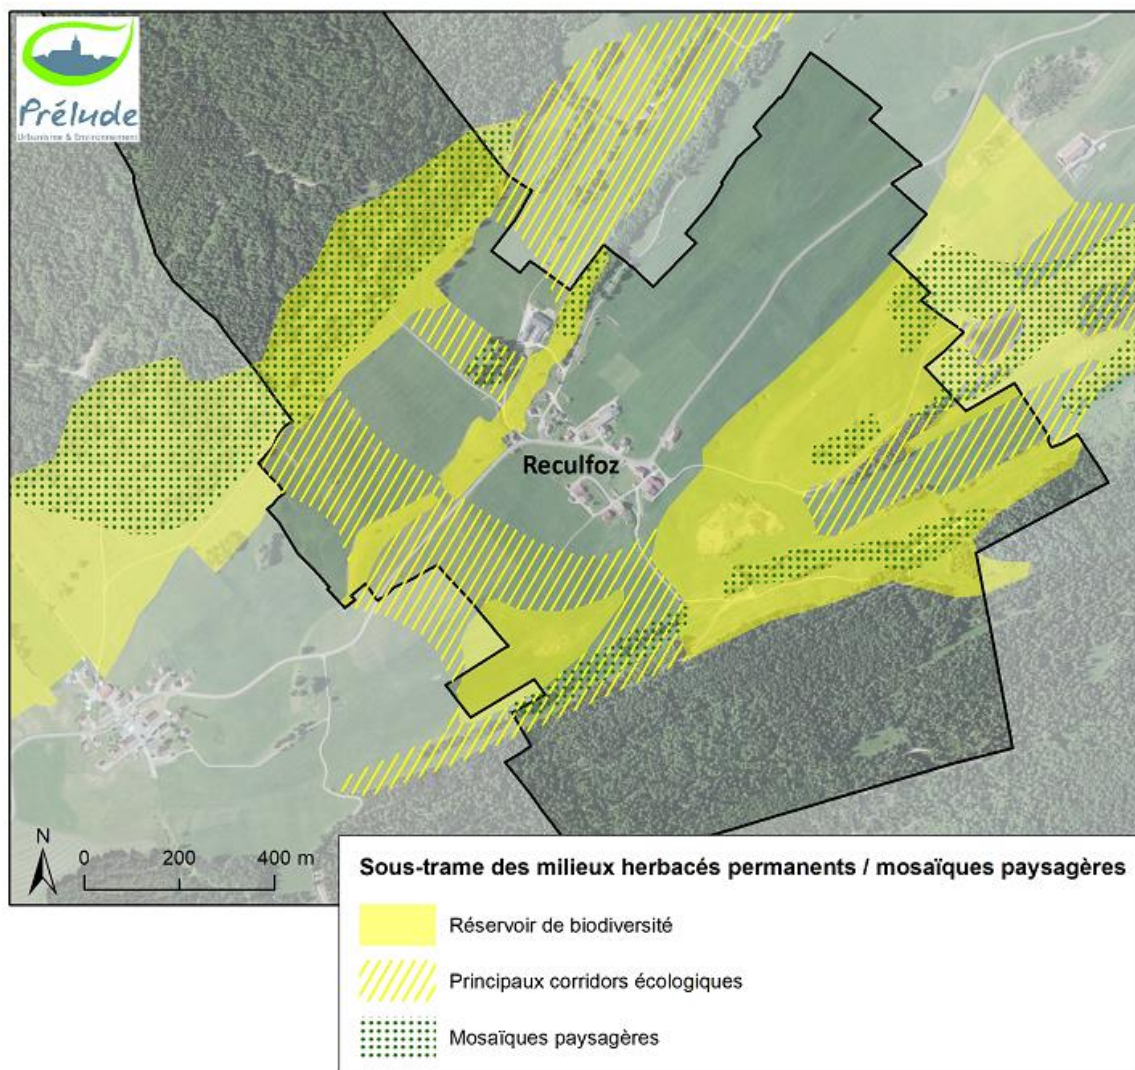 Prélude
Urbanisme & Environnement
Reculfoz
N
0 200 400 m
Sous-trame des milieux herbacés permanents / mosaïques paysagères
Réservoir de biodiversité
Principaux corridors écologiques
Mosaïques paysagères